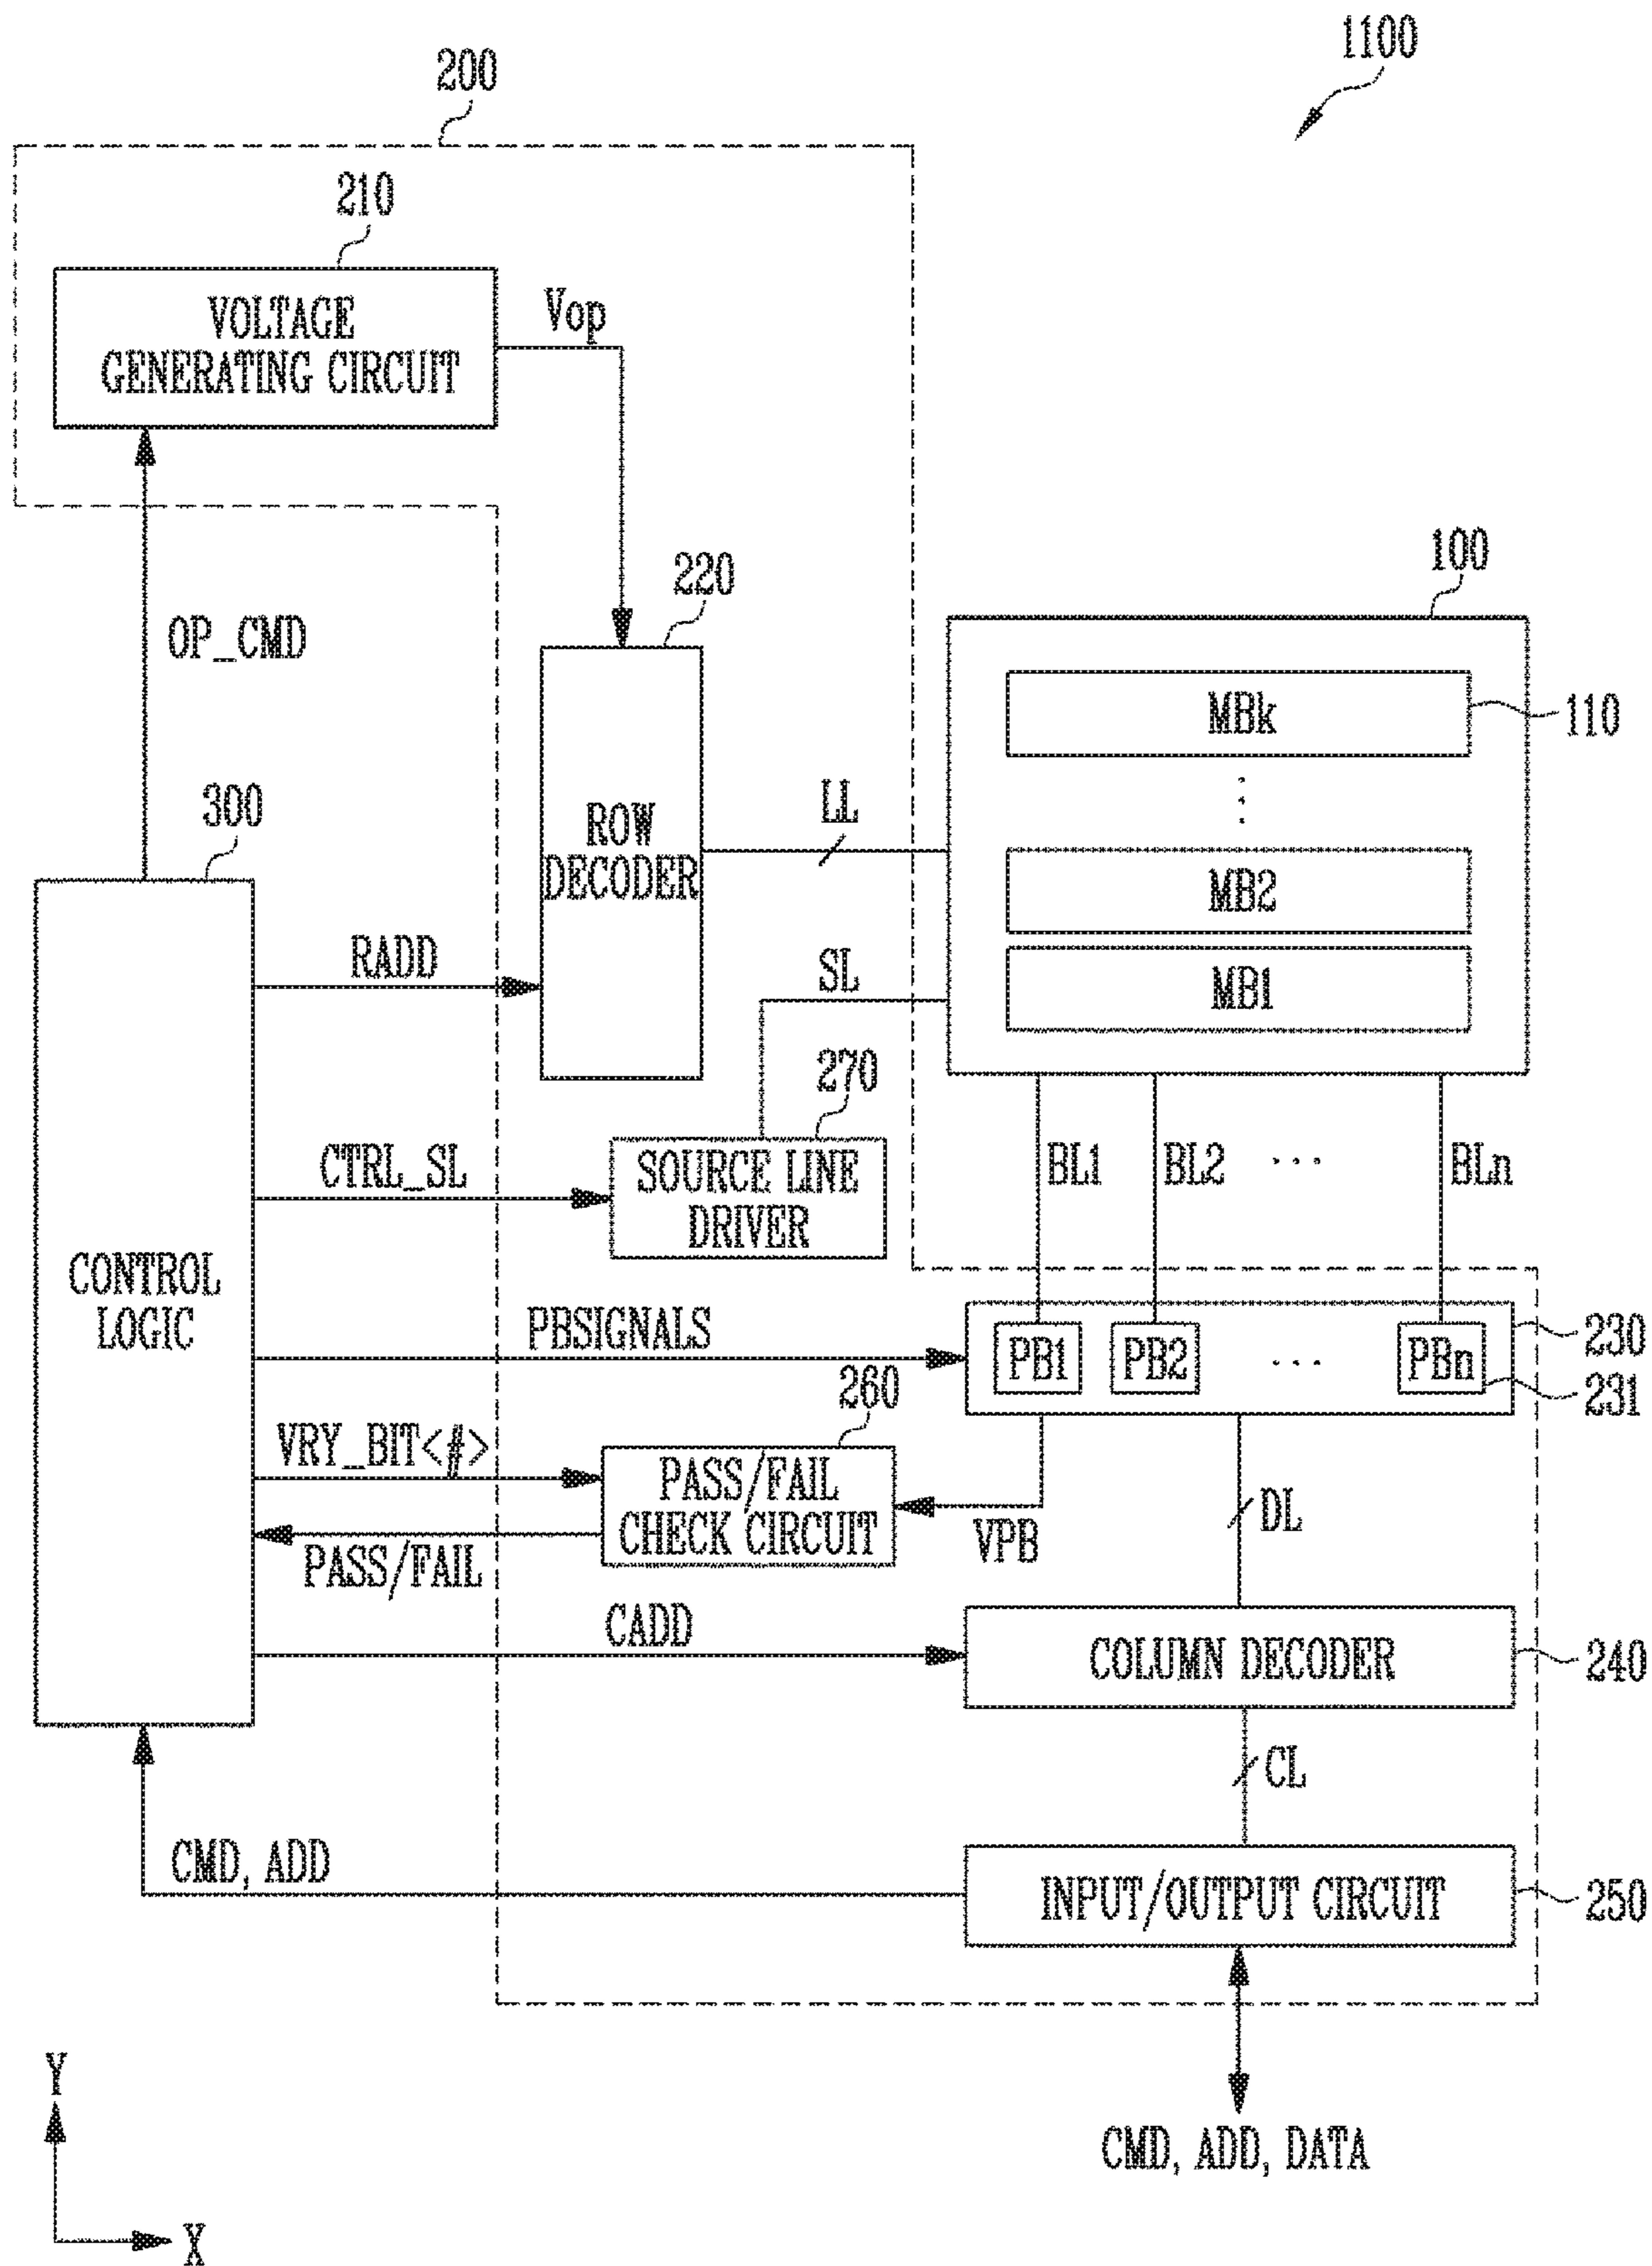 1100
200
210
VOLTAGE
GENERATING CIRCUIT
Vop
220
100
OP_CMD
MBk
110
300
ROW
DECODER
LL
MB2
RADD
SL
MB1
270
CTRL_SL
SOURCE LINE
DRIVER
BL1
BL2
...
BLn
CONTROL
LOGIC
PBSIGNALS
PB1
PB2
...
PBn
230
231
260
VRY_BIT<#>
PASS/FAIL
CHECK CIRCUIT
VPB
DL
PASS/FAIL
CADD
COLUMN DECODER
240
CL
CMD, ADD
INPUT/OUTPUT CIRCUIT
250
Y
X
CMD, ADD, DATA